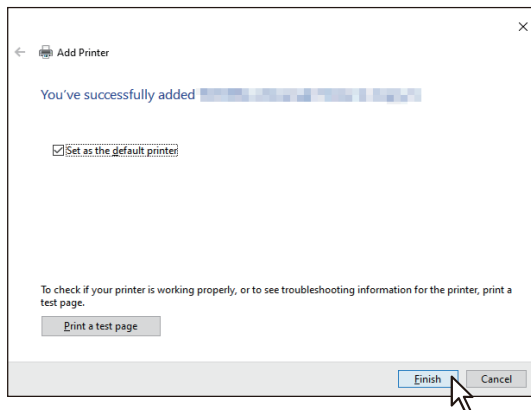 Add Printer
You've successfully added
Set as the default printer
To check if your printer is working properly, or to see troubleshooting information for the printer, print a
test page.
Print a test page
Finish Cancel